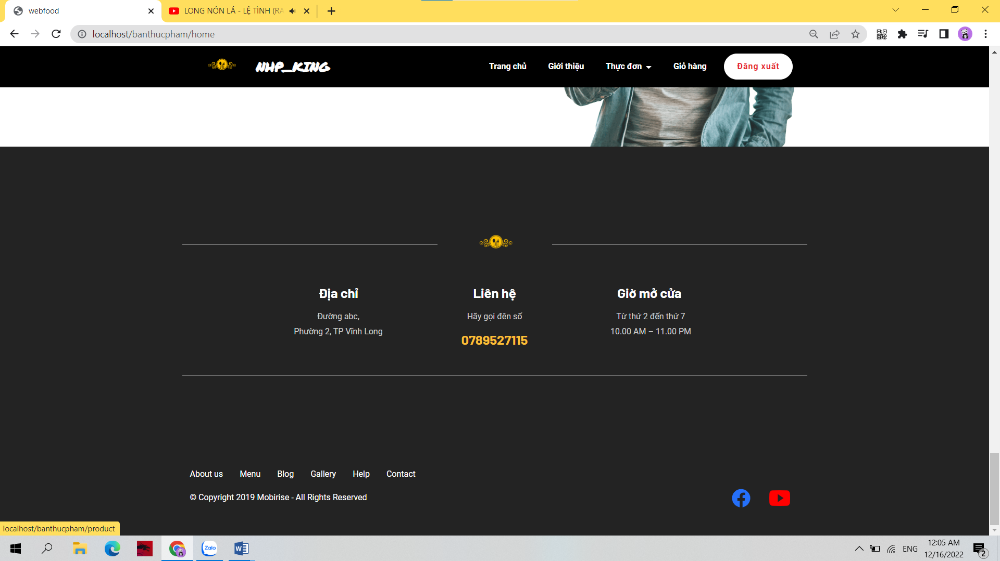 webfood
LONG NÓN LÁ - LỆ TÌNH (RA
localhost/banthucpham/home
NHP_KING
Trang chủ
Giới thiệu
Thực đơn
Giỏ hàng
Đăng xuất
Địa chỉ
Đường abc,
Phường 2, TP Vĩnh Long
Liên hệ
Hãy gọi đên số
0789527115
Giờ mở cửa
Từ thứ 2 đến thứ 7
10.00 AM – 11.00 PM
About us
Menu
Blog
Gallery
Help
Contact
© Copyright 2019 Mobirise - All Rights Reserved
localhost/banthucpham/product
Zalo
W
ENG
12:05 AM
12/16/2022
2